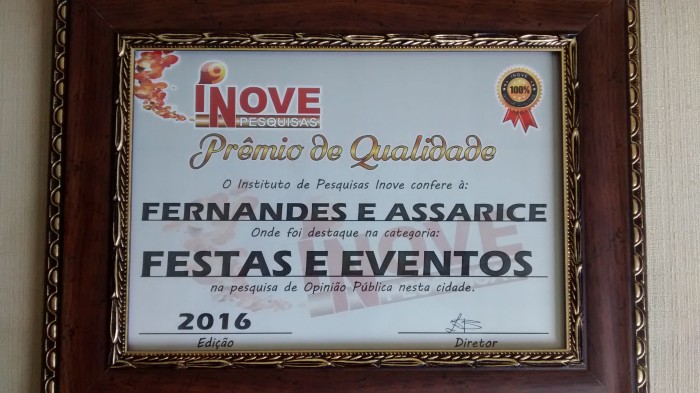 INOVE
PESQUISAS
INOVE
100%
Prêmio de Qualidade
O Instituto de Pesquisas Inove confere à:
FERNANDES E ASSARICE
Onde foi destaque na categoria:
FESTAS E EVENTOS
na pesquisa de Opinião Pública nesta cidade.
2016
Edição
Diretor